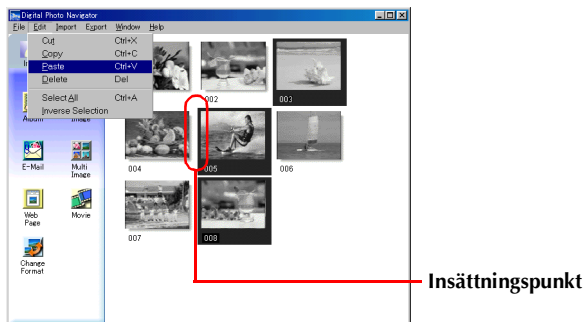 Digital Photo Navigator
File Edit Import Export Window Help
Cut Ctrl+X
Copy Ctrl+C
Paste Ctrl+V
Delete Del
Select All Ctrl+A
Inverse Selection
002
003
Album
Image
004
005
006
E-Mail
Multi
Image
007
008
Web
Page
Movie
Change
Format
Insättningspunkt